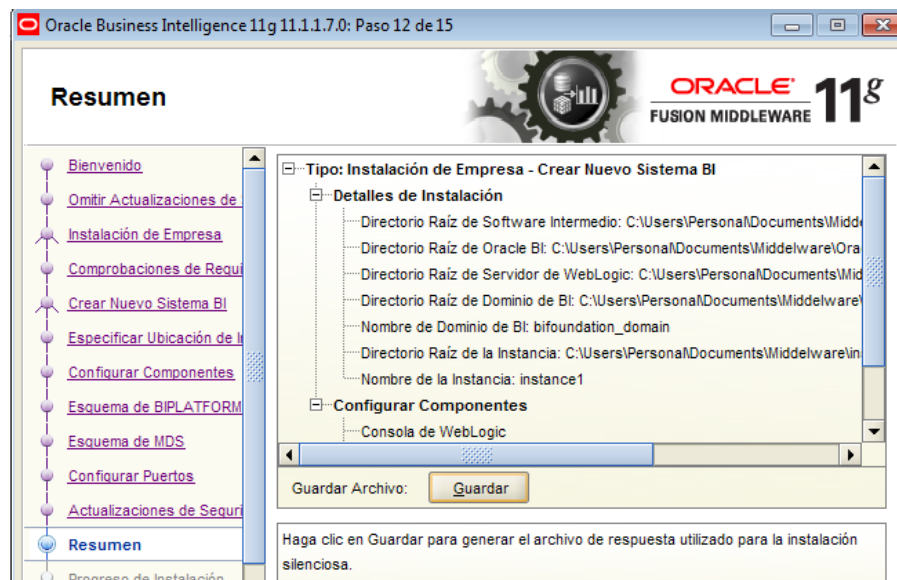 Oracle Business Intelligence 11g 11.1.1.7.0: Paso 12 de 15
Resumen
ORACLE
FUSION MIDDLEWARE 11g
Bienvenido
Omitir Actualizaciones de
Instalación de Empresa
Comprobaciones de Requi
Crear Nuevo Sistema BI
Especificar Ubicación de
Configurar Componentes
Esquema de BIPLATFORM
Esquema de MDS
Configurar Puertos
Actualizaciones de Seguri
Resumen
Progreso de Instalación
Tipo: Instalación de Empresa - Crear Nuevo Sistema BI
Detalles de Instalación
Directorio Raíz de Software Intermedio: C:\Users\Personal\Documents\Midde
Directorio Raíz de Oracle BI: C:\Users\Personal\Documents\Middelware\Ora
Directorio Raíz de Servidor de WebLogic: C:\Users\Personal\Documents\Mid
Directorio Raíz de Dominio de BI: C:\Users\Personal\Documents\Middelware\
Nombre de Dominio de BI: bifoundation_domain
Directorio Raíz de la Instancia: C:\Users\Personal\Documents\Middelware\in
Nombre de la Instancia: instance1
Configurar Componentes
Consola de WebLogic
Guardar Archivo: Guardar
Haga clic en Guardar para generar el archivo de respuesta utilizado para la instalación
silenciosa.